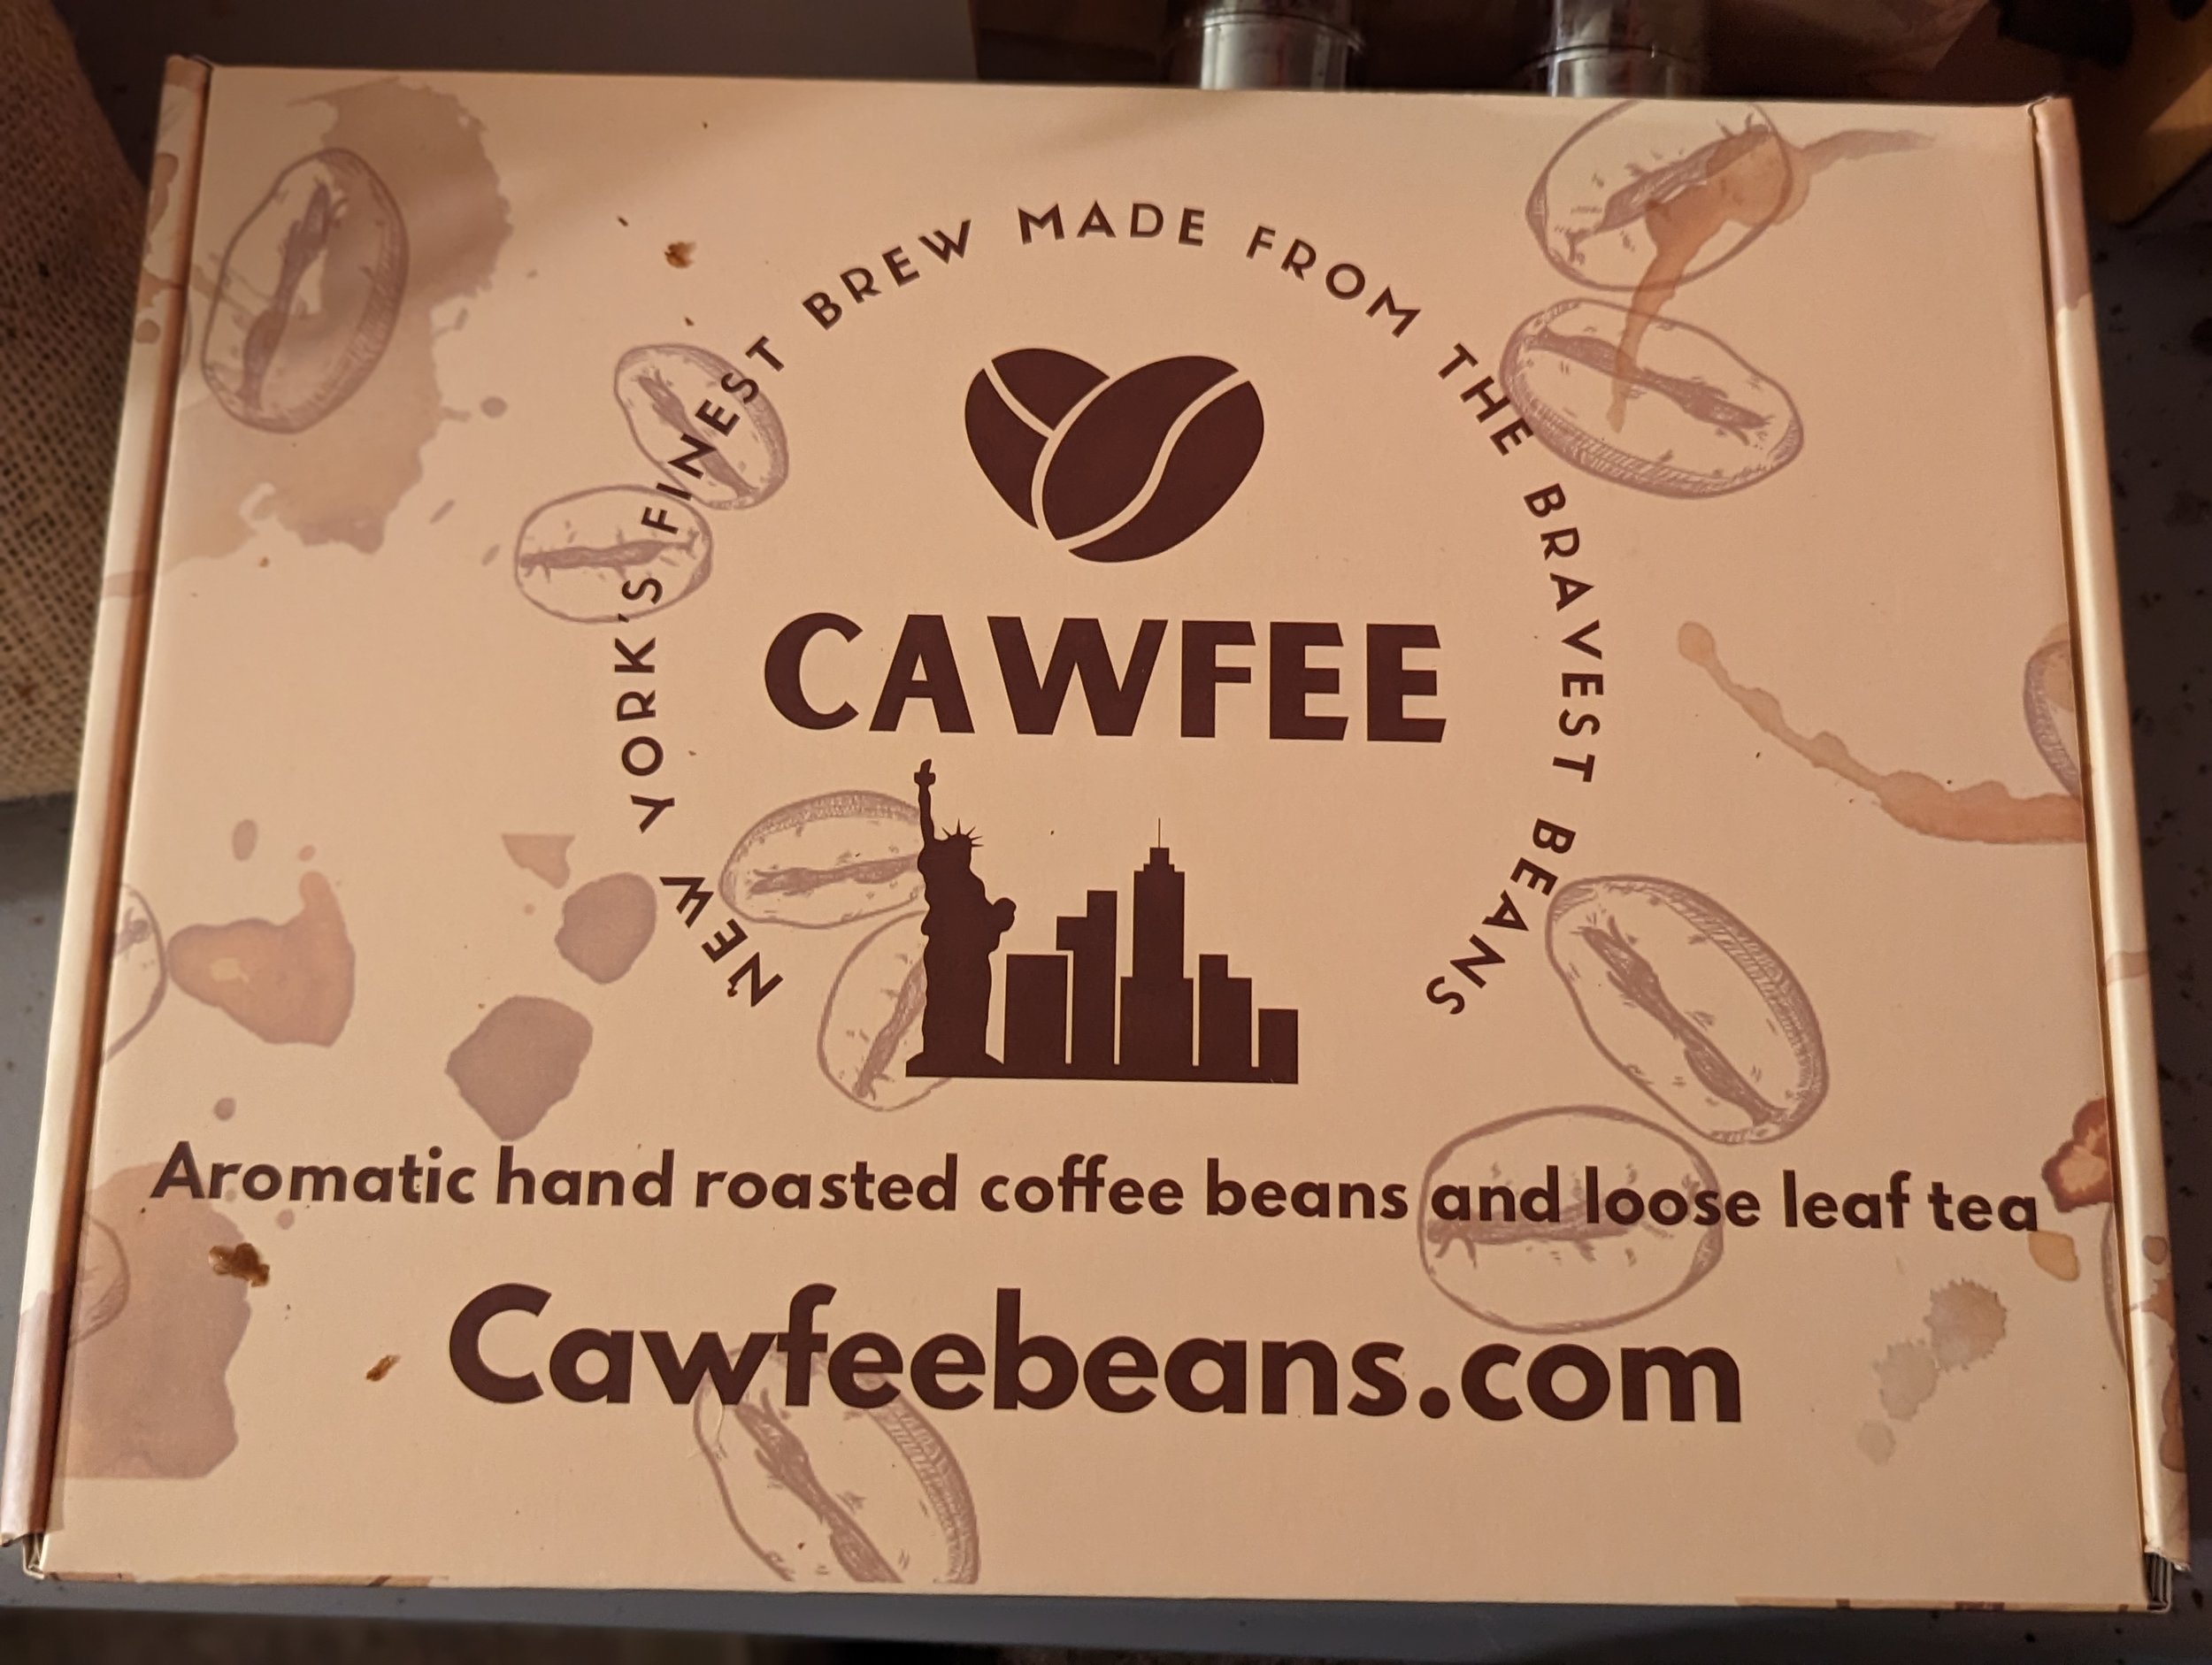 NEW YORK'S FINEST BREW MADE FROM THE BRAVEST BEANS
CAWFEE
Aromatic hand roasted coffee beans and loose leaf tea
Cawfeebeans.com